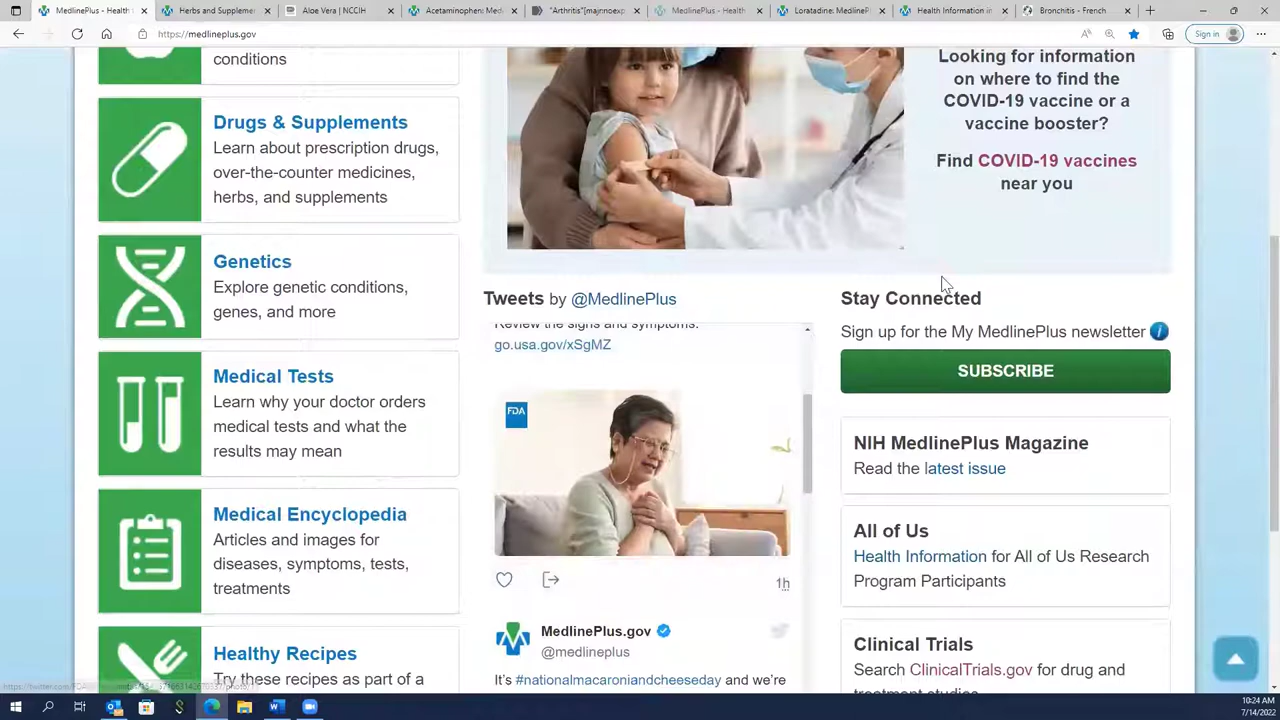 MedlinePlus - Health I
Herbs and Supplemen
Aloe Vera | NCCIH
Acetaminophen: Med
"Arthritis"[majr:noexp
MedlinePlus - Health I
Loratadine: MedlineP
Health Information in
Bronchitis - French
https://medlineplus.gov
Sign in
conditions
Drugs & Supplements
Learn about prescription drugs,
over-the-counter medicines,
herbs, and supplements
Genetics
Explore genetic conditions,
genes, and more
Medical Tests
Learn why your doctor orders
medical tests and what the
results may mean
Medical Encyclopedia
Articles and images for
diseases, symptoms, tests,
treatments
Healthy Recipes
Try these recipes as part of a
Looking for information
on where to find the
COVID-19 vaccine or a
vaccine booster?
Find COVID-19 vaccines
near you
Tweets by @MedlinePlus
Review the signs and symptoms:
go.usa.gov/xSgMZ
FDA
1h
MedlinePlus.gov
@medlineplus
It's #nationalmacaroniandcheeseday and we're
Stay Connected
Sign up for the My MedlinePlus newsletter i
SUBSCRIBE
NIH MedlinePlus Magazine
Read the latest issue
All of Us
Health Information for All of Us Research
Program Participants
Clinical Trials
Search ClinicalTrials.gov for drug and
treatment studies
10:24 AM
7/14/2022